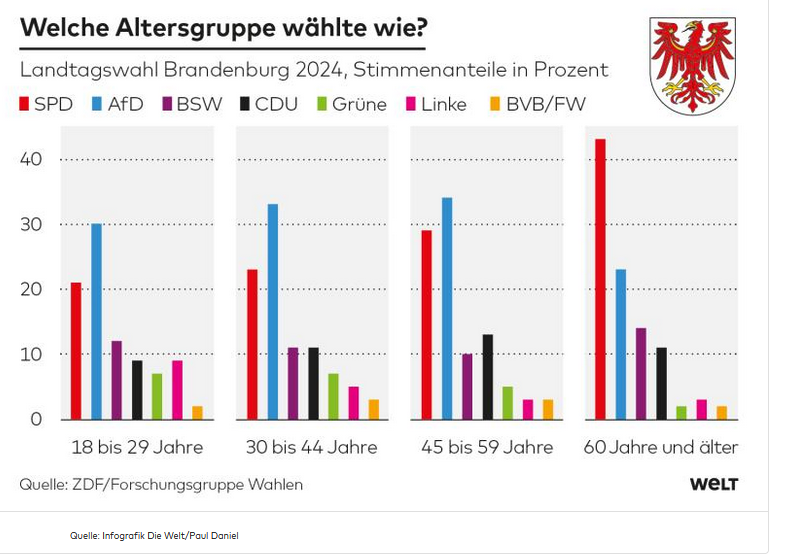 Welche Altersgruppe wählte wie?
Landtagswahl Brandenburg 2024, Stimmenanteile in Prozent
SPD AfD BSW CDU Grüne Linke BVB/FW
40
30
20
10
0
18 bis 29 Jahre 30 bis 44 Jahre 45 bis 59 Jahre 60 Jahre und älter
Quelle: ZDF/Forschungsgruppe Wahlen WELT
Quelle: Infografik Die Welt/Paul Daniel